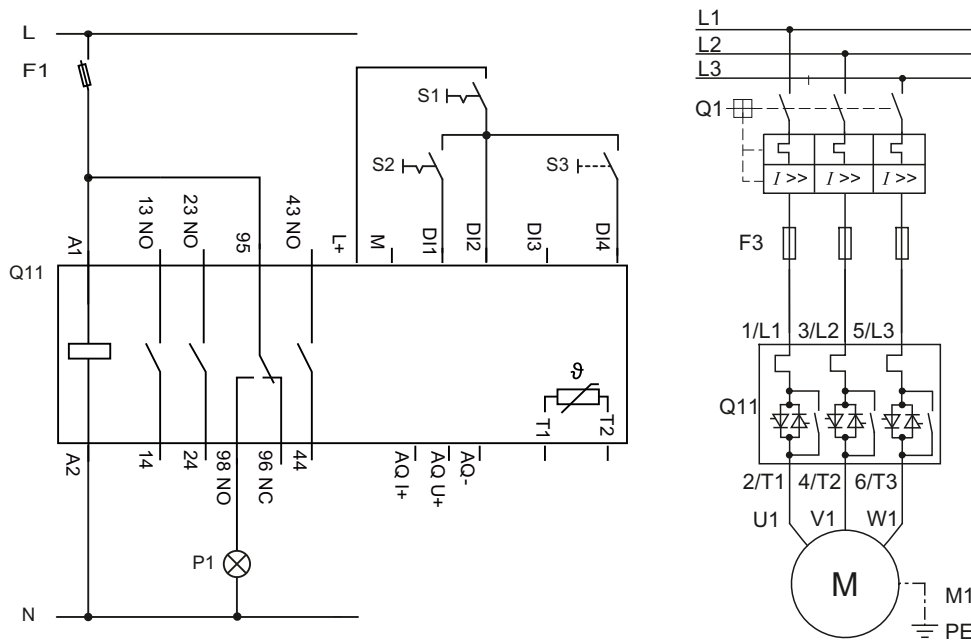 L
F1
S1
S2
S3
A1
13 NO
23 NO
95
43 NO
L+
M
DI1
DI2
DI3
DI4
Q11
ϑ
T1
T2
A2
14
24
98 NO
96 NC
44
AQ I+
AQ U+
AQ-
P1
N
L1
L2
L3
Q1
I >>
I >>
I >>
F3
1/L1
3/L2
5/L3
Q11
2/T1
4/T2
6/T3
U1
V1
W1
M
M1
PE